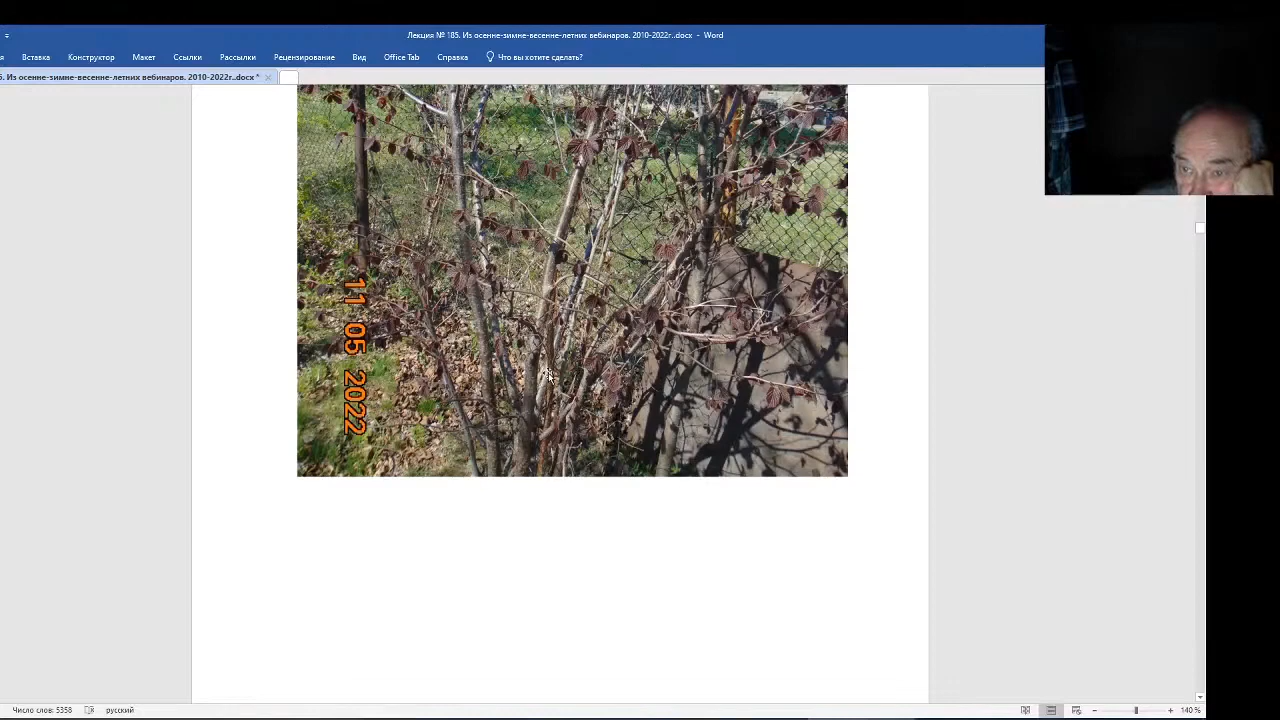 Лекция № 185. Из осенне-зимне-весенне-летних вебинаров. 2010-2022г..docx - Word
Вставка Конструктор Макет Ссылки Рассылки Рецензирование Вид Office Tab Справка Что вы хотите сделать?
. Из осенне-зимне-весенне-летних вебинаров. 2010-2022г..docx *
11 05 2022
Число слов: 5358 русский 140 %